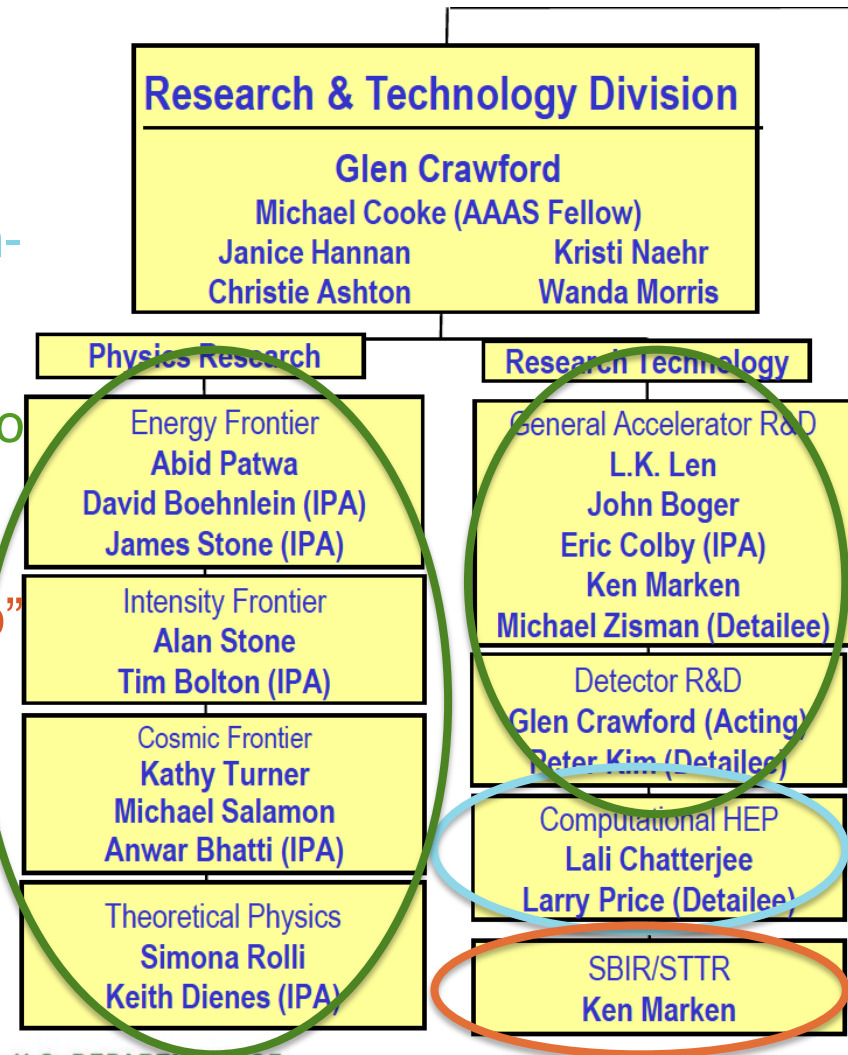 Research & Technology Division
Glen Crawford
Michael Cooke (AAAS Fellow)
Janice Hannan Kristi Naehr
Christie Ashton Wanda Morris
Physics Research
Energy Frontier
Abid Patwa
David Boehnlein (IPA)
James Stone (IPA)
Intensity Frontier
Alan Stone
Tim Bolton (IPA)
Cosmic Frontier
Kathy Turner
Michael Salamon
Anwar Bhatti (IPA)
Theoretical Physics
Simona Rolli
Keith Dienes (IPA)
Research Technology
General Accelerator R&D
L.K. Len
John Boger
Eric Colby (IPA)
Ken Marken
Michael Zisman (Detailee)
Detector R&D
Glen Crawford (Acting)
Peter Kim (Detailee)
Computational HEP
Lali Chatterjee
Larry Price (Detailee)
SBIR/STTR
Ken Marken